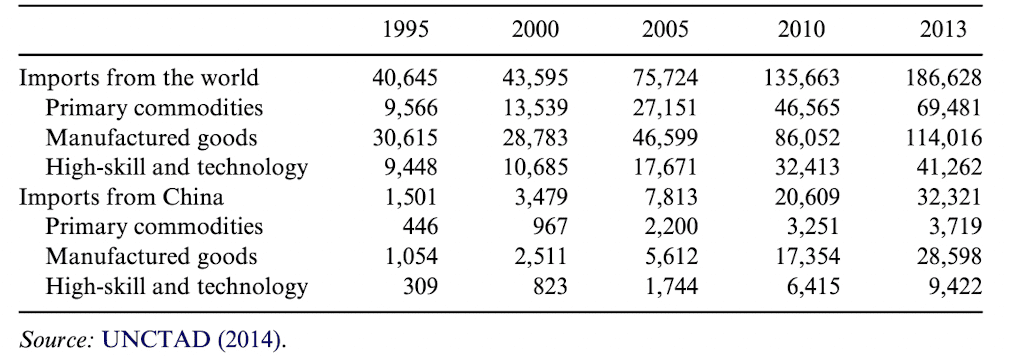 1995 2000 2005 2010 2013
Imports from the world 40,645 43,595 75,724 135,663 186,628
Primary commodities 9,566 13,539 27,151 46,565 69,481
Manufactured goods 30,615 28,783 46,599 86,052 114,016
High-skill and technology 9,448 10,685 17,671 32,413 41,262
Imports from China 1,501 3,479 7,813 20,609 32,321
Primary commodities 446 967 2,200 3,251 3,719
Manufactured goods 1,054 2,511 5,612 17,354 28,598
High-skill and technology 309 823 1,744 6,415 9,422
Source: UNCTAD (2014).